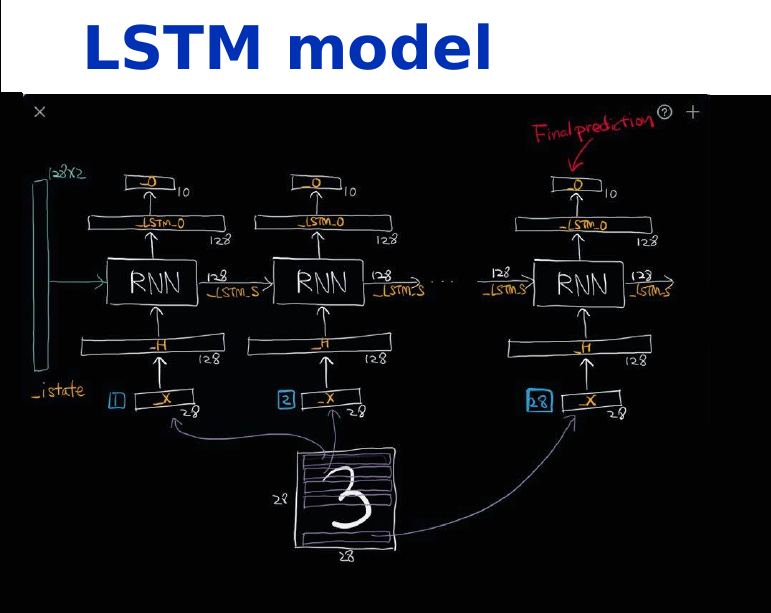 LSTM model
× ? +
Final prediction
128x2
_O 10
_O 10
_O 10
_LSTM_O 128
_LSTM_O 128
_LSTM_O 128
RNN 128 _LSTM_S
RNN 128 _LSTM_S
...
128 _LSTM_S
RNN 128 _LSTM_S
_H 128
_H 128
_H 128
_istate
1 _X 28
2 _X 28
28 _X 28
28
3
28